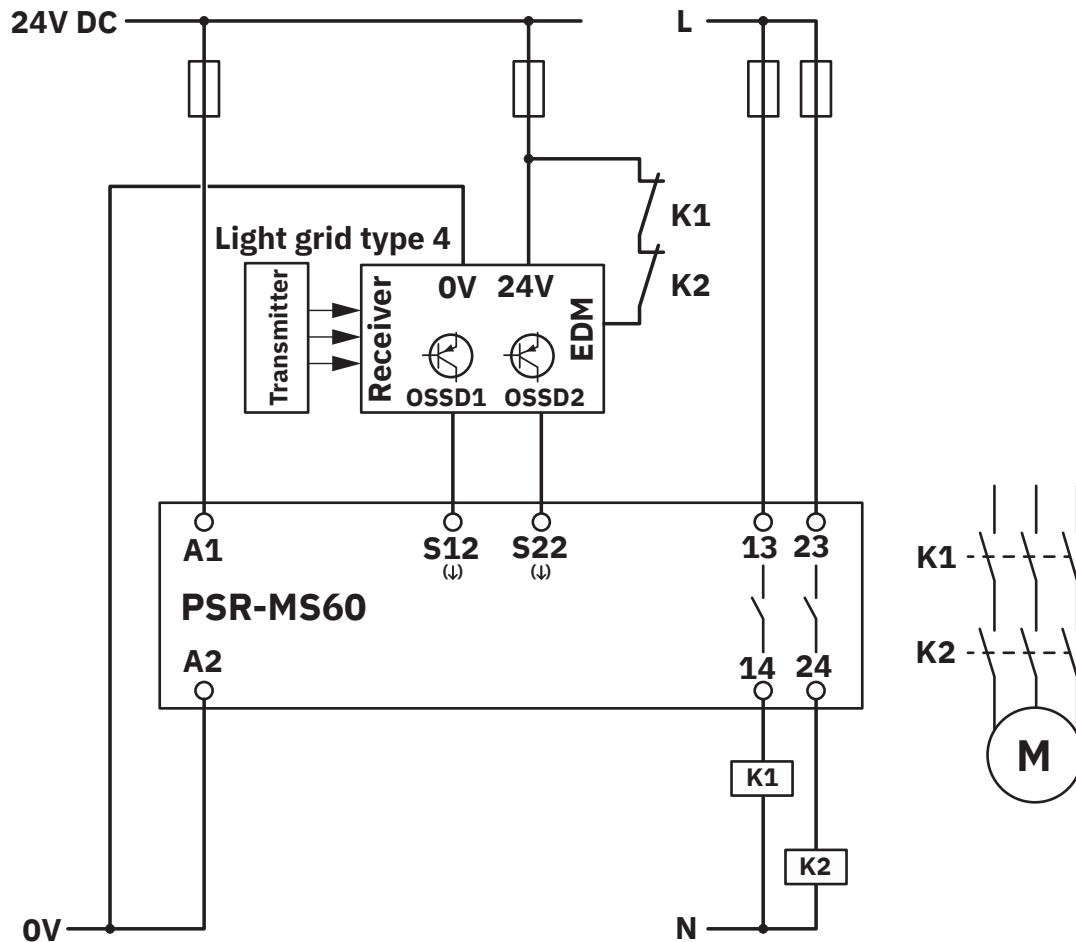 24V DC
L
K1
Light grid type 4
K2
Transmitter
Receiver
0V 24V
EDM
OSSD1 OSSD2
A1
S12
(↓)
S22
(↓)
13 23
PSR-MS60
A2
14 24
K1
K2
M
K1
K2
0V
N